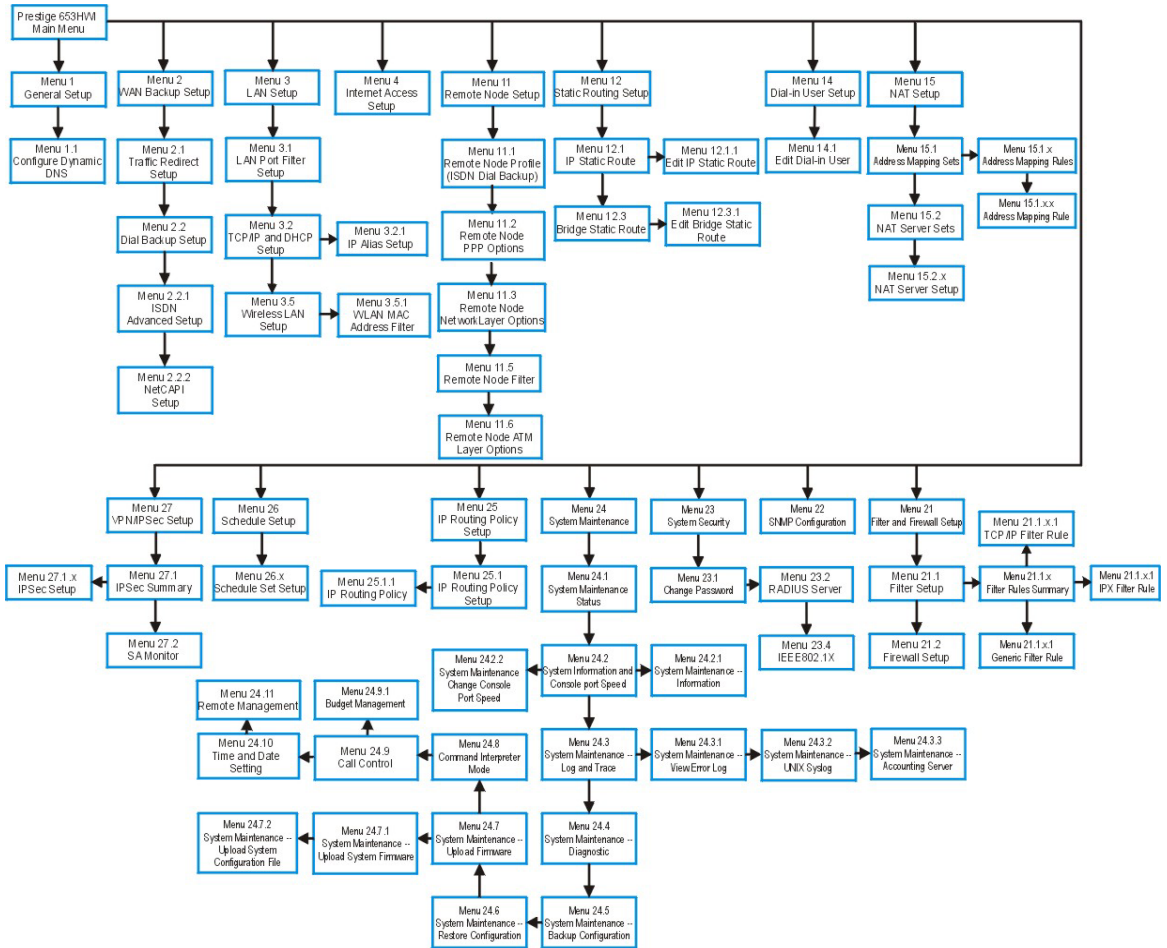 Prestige 653HWI
Main Menu
Menu 1
General Setup
Menu 2
WAN Backup Setup
Menu 3
LAN Setup
Menu 4
Internet Access
Setup
Menu 11
Remote Node Setup
Menu 12
Static Routing Setup
Menu 14
Dial-in User Setup
Menu 15
NAT Setup
Menu 1.1
Configure Dynamic
DNS
Menu 2.1
Traffic Redirect
Setup
Menu 3.1
LAN Port Filter
Setup
Menu 11.1
Remote Node Profile
(ISDN Dial Backup)
Menu 12.1
IP Static Route
Menu 12.1.1
Edit IP Static Route
Menu 14.1
Edit Dial-in User
Menu 15.1
Address Mapping Sets
Menu 15.1.x
Address Mapping Rules
Menu 15.1.x.x
Address Mapping Rule
Menu 2.2
Dial Backup Setup
Menu 3.2
TCP/IP and DHCP
Setup
Menu 3.2.1
IP Alias Setup
Menu 11.2
Remote Node
PPP Options
Menu 12.3
Bridge Static Route
Menu 12.3.1
Edit Bridge Static
Route
Menu 15.2
NAT Server Sets
Menu 15.2.x
NAT Server Setup
Menu 2.2.1
ISDN
Advanced Setup
Menu 3.5
Wireless LAN
Setup
Menu 3.5.1
WLAN MAC
Address Filter
Menu 11.3
Remote Node
Network Layer Options
Menu 2.2.2
NetCAPI
Setup
Menu 11.5
Remote Node Filter
Menu 11.6
Remote Node ATM
Layer Options
Menu 27
VPN/IPSec Setup
Menu 26
Schedule Setup
Menu 25
IP Routing Policy
Setup
Menu 24
System Maintenance
Menu 23
System Security
Menu 22
SNMP Configuration
Menu 21
Filter and Firewall Setup
Menu 21.1.x.1
TCP/IP Filter Rule
Menu 27.1.x
IPSec Setup
Menu 27.1
IPSec Summary
Menu 26.x
Schedule Set Setup
Menu 25.1.1
IP Routing Policy
Menu 25.1
IP Routing Policy
Setup
Menu 24.1
System Maintenance
Status
Menu 23.1
Change Password
Menu 23.2
RADIUS Server
Menu 21.1
Filter Setup
Menu 21.1.x
Filter Rules Summary
Menu 21.1.x.1
IPX Filter Rule
Menu 27.2
SA Monitor
Menu 23.4
IEEE802.1X
Menu 21.2
Firewall Setup
Menu 21.1.x.1
Generic Filter Rule
Menu 24.2.2
System Maintenance
Change Console
Port Speed
Menu 24.2
System Information and
Console port Speed
Menu 24.2.1
System Maintenance --
Information
Menu 24.11
Remote Management
Menu 24.9.1
Budget Management
Menu 24.10
Time and Date
Setting
Menu 24.9
Call Control
Menu 24.8
Command Interpreter
Mode
Menu 24.3
System Maintenance --
Log and Trace
Menu 24.3.1
System Maintenance --
View Error Log
Menu 24.3.2
System Maintenance --
UNIX Syslog
Menu 24.3.3
System Maintenance --
Accounting Server
Menu 24.7.2
System Maintenance --
Upload System
Configuration File
Menu 24.7.1
System Maintenance --
Upload System Firmware
Menu 24.7
System Maintenance --
Upload Firmware
Menu 24.4
System Maintenance --
Diagnostic
Menu 24.6
System Maintenance --
Restore Configuration
Menu 24.5
System Maintenance --
Backup Configuration